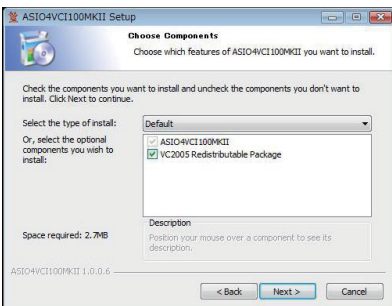 ASIO4VCI100MKII Setup
Choose Components
Choose which features of ASIO4VCI100MKII you want to install.
Check the components you want to install and uncheck the components you don't want to
install. Click Next to continue.
Select the type of install:
Default
Or, select the optional
components you wish to
install:
ASIO4VCI100MKII
VC2005 Redistributable Package
Space required: 2.7MB
Description
Position your mouse over a component to see its
description.
ASIO4VCI100MKII 1.0.0.6
< Back
Next >
Cancel